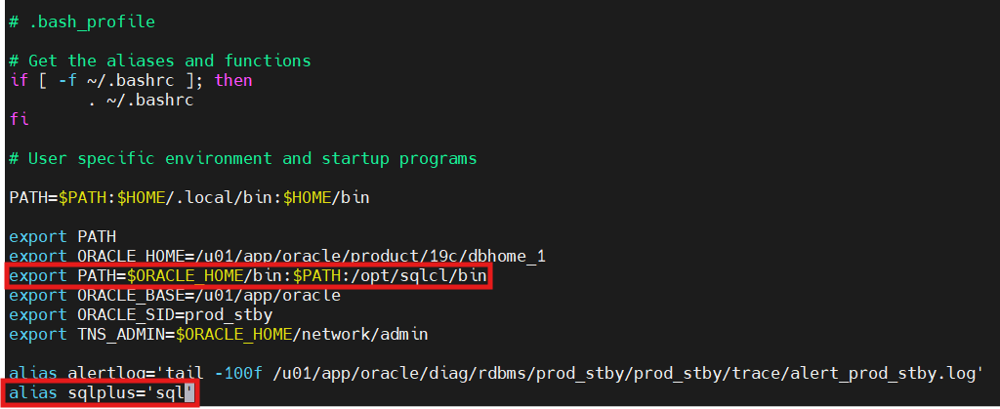 # .bash_profile
# Get the aliases and functions
if [ -f ~/.bashrc ]; then
        . ~/.bashrc
fi
# User specific environment and startup programs
PATH=$PATH:$HOME/.local/bin:$HOME/bin
export PATH
export ORACLE_HOME=/u01/app/oracle/product/19c/dbhome_1
export PATH=$ORACLE_HOME/bin:$PATH:/opt/sqlcl/bin
export ORACLE_BASE=/u01/app/oracle
export ORACLE_SID=prod_stby
export TNS_ADMIN=$ORACLE_HOME/network/admin
alias alertlog='tail -100f /u01/app/oracle/diag/rdbms/prod_stby/prod_stby/trace/alert_prod_stby.log'
alias sqlplus='sql'